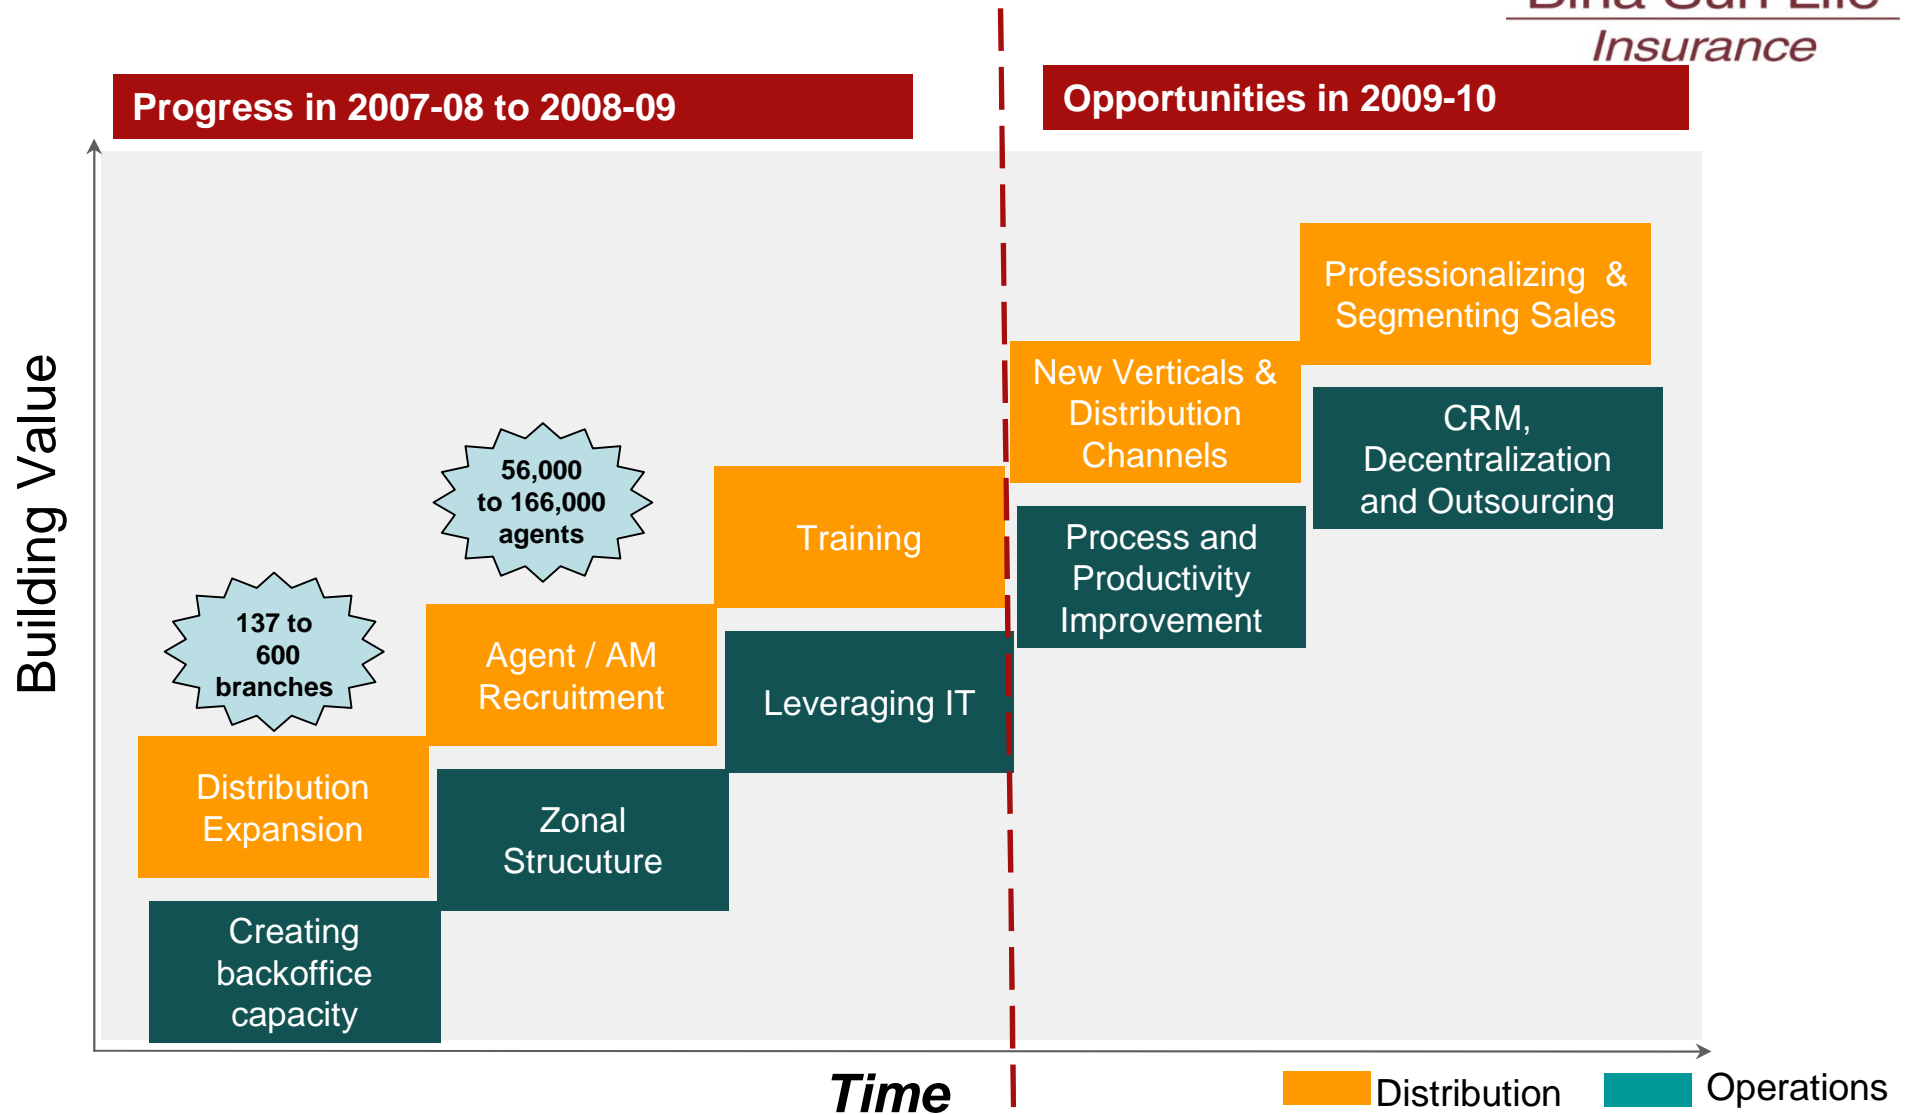 Sun Life
Insurance
Progress in 2007-08 to 2008-09
Opportunities in 2009-10
Building Value
Professionalizing & 
Segmenting Sales
New Verticals &
Distribution
Channels
CRM,
Decentralization
and Outsourcing
56,000
to 166,000
agents
Training
Process and
Productivity
Improvement
137 to
600
branches
Agent / AM
Recruitment
Leveraging IT
Distribution
Expansion
Zonal
Strucuture
Creating
backoffice
capacity
Time
Distribution
Operations